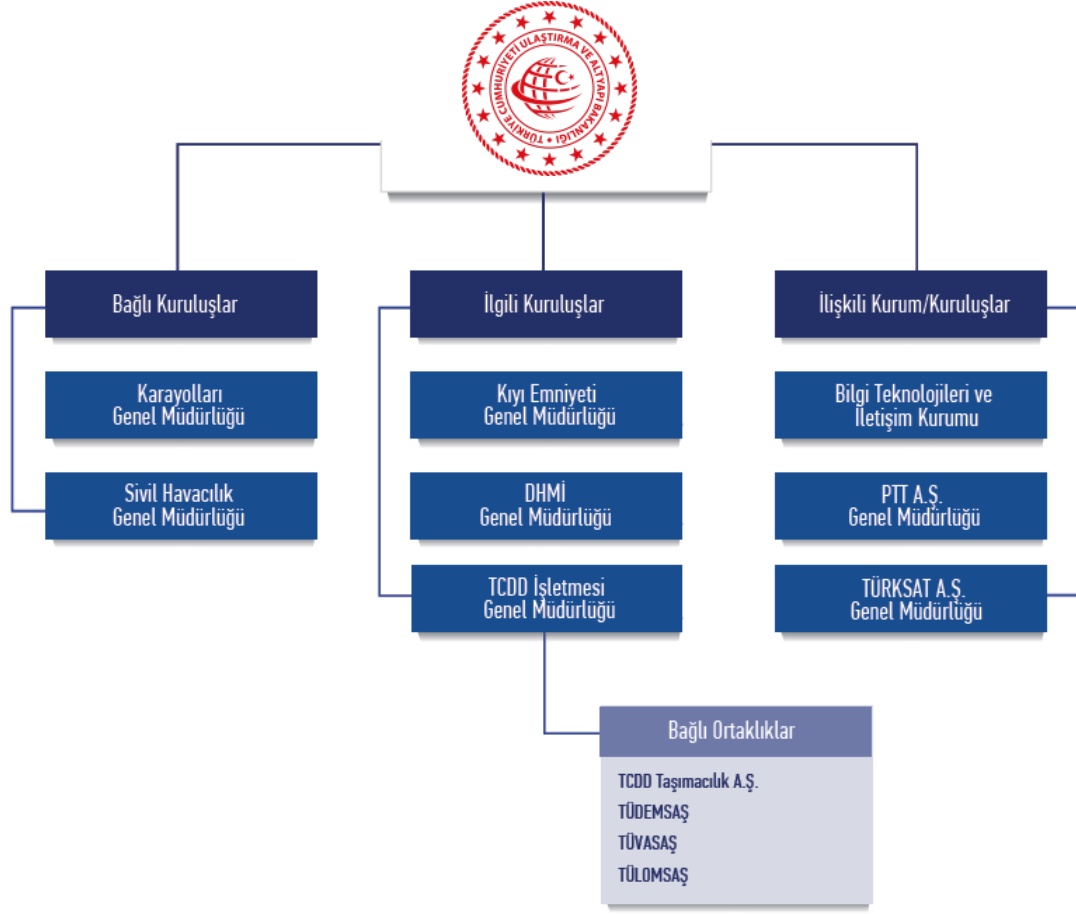 TÜRKİYE CUMHURİYETİ ULAŞTIRMA VE ALTYAPI BAKANLIĞI
Bağlı Kuruluşlar
Karayolları
Genel Müdürlüğü
Sivil Havacılık
Genel Müdürlüğü
İlgili Kuruluşlar
Kıyı Emniyeti
Genel Müdürlüğü
DHMİ
Genel Müdürlüğü
TCDD İşletmesi
Genel Müdürlüğü
Bağlı Ortaklıklar
TCDD Taşımacılık A.Ş.
TÜDEMSAŞ
TÜVASAŞ
TÜLOMSAŞ
İlişkili Kurum/Kuruluşlar
Bilgi Teknolojileri ve
İletişim Kurumu
PTT A.Ş.
Genel Müdürlüğü
TÜRKSAT A.Ş.
Genel Müdürlüğü